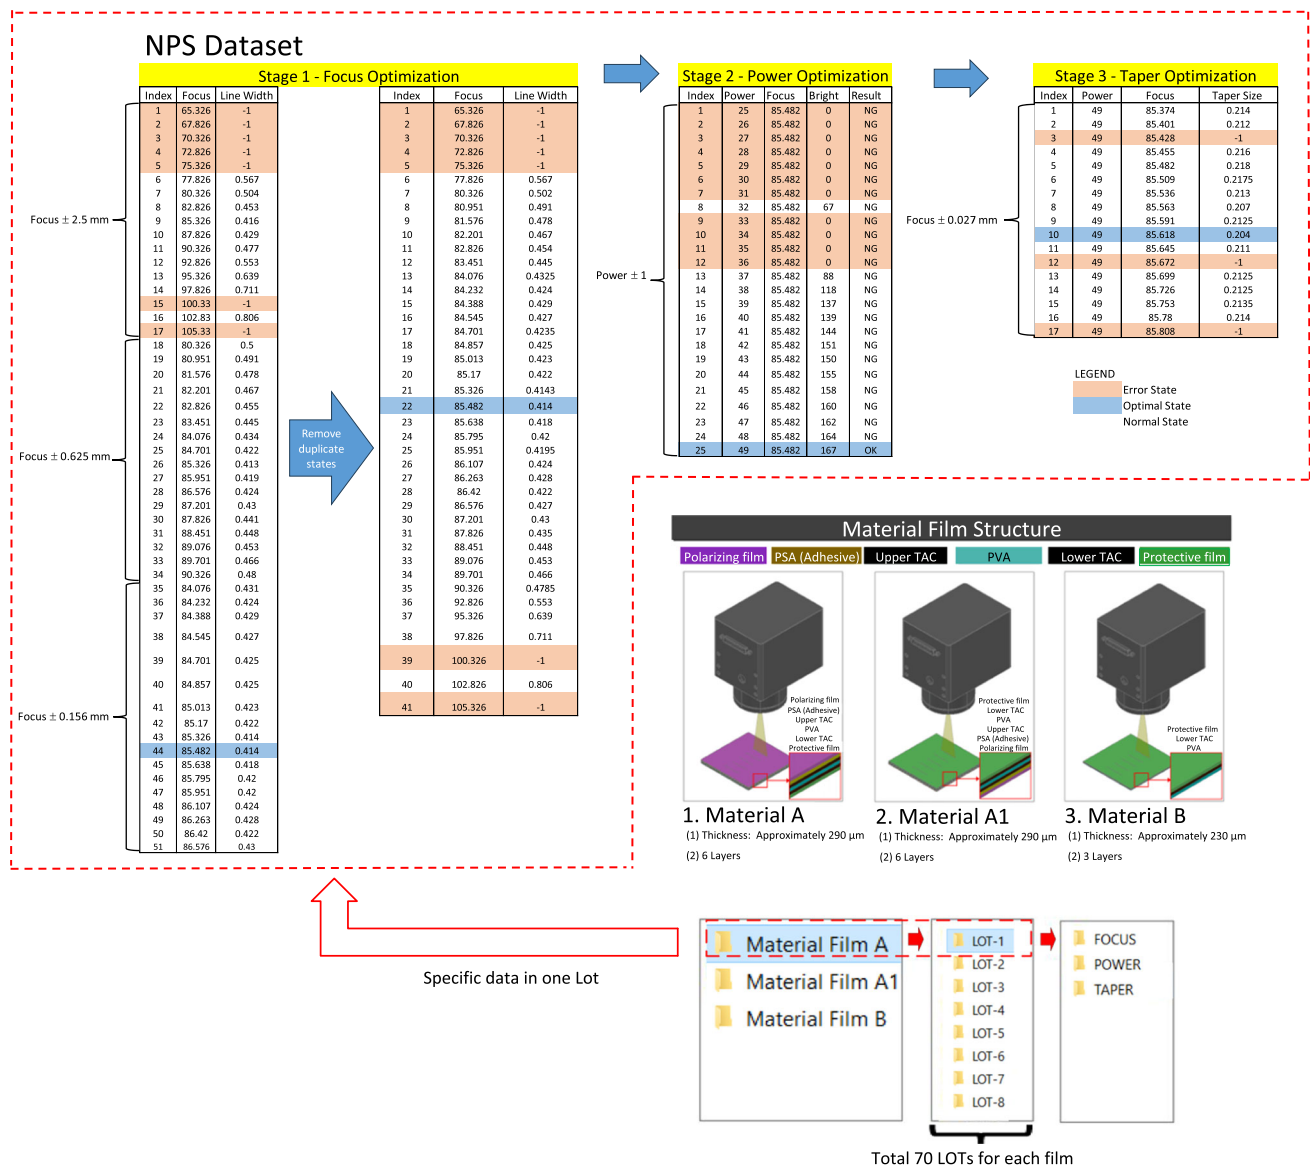 NPS Dataset
Stage 1 - Focus Optimization
Index Focus Line Width
1 65.326 -1
2 67.826 -1
3 70.326 -1
4 72.826 -1
5 75.326 -1
6 77.826 0.567
7 80.326 0.504
8 82.826 0.453
9 85.326 0.416
10 87.826 0.429
11 90.326 0.477
12 92.826 0.553
13 95.326 0.639
14 97.826 0.711
15 100.33 -1
16 102.83 0.806
17 105.33 -1
18 80.326 0.5
19 80.951 0.491
20 81.576 0.478
21 82.201 0.467
22 82.826 0.455
23 83.451 0.445
24 84.076 0.434
25 84.701 0.422
26 85.326 0.413
27 85.951 0.419
28 86.576 0.424
29 87.201 0.43
30 87.826 0.441
31 88.451 0.448
32 89.076 0.453
33 89.701 0.466
34 90.326 0.48
35 84.076 0.431
36 84.232 0.424
37 84.388 0.429
38 84.545 0.427
39 84.701 0.425
40 84.857 0.425
41 85.013 0.423
42 85.17 0.422
43 85.326 0.414
44 85.482 0.414
45 85.638 0.418
46 85.795 0.42
47 85.951 0.42
48 86.107 0.424
49 86.263 0.428
50 86.42 0.422
51 86.576 0.43
Focus ± 2.5 mm
Focus ± 0.625 mm
Focus ± 0.156 mm
Remove
duplicate
states
Index Focus Line Width
1 65.326 -1
2 67.826 -1
3 70.326 -1
4 72.826 -1
5 75.326 -1
6 77.826 0.567
7 80.326 0.502
8 80.951 0.491
9 81.576 0.478
10 82.201 0.467
11 82.826 0.454
12 83.451 0.445
13 84.076 0.4325
14 84.232 0.424
15 84.388 0.429
16 84.545 0.427
17 84.701 0.4235
18 84.857 0.425
19 85.013 0.423
20 85.17 0.422
21 85.326 0.4143
22 85.482 0.414
23 85.638 0.418
24 85.795 0.42
25 85.951 0.4195
26 86.107 0.424
27 86.263 0.428
28 86.42 0.422
29 86.576 0.427
30 87.201 0.43
31 87.826 0.435
32 88.451 0.448
33 89.076 0.453
34 89.701 0.466
35 90.326 0.4785
36 92.826 0.553
37 95.326 0.639
38 97.826 0.711
39 100.326 -1
40 102.826 0.806
41 105.326 -1
Stage 2 - Power Optimization
Index Power Focus Bright Result
1 25 85.482 0 NG
2 26 85.482 0 NG
3 27 85.482 0 NG
4 28 85.482 0 NG
5 29 85.482 0 NG
6 30 85.482 0 NG
7 31 85.482 0 NG
8 32 85.482 67 NG
9 33 85.482 0 NG
10 34 85.482 0 NG
11 35 85.482 0 NG
12 36 85.482 0 NG
13 37 85.482 88 NG
14 38 85.482 118 NG
15 39 85.482 137 NG
16 40 85.482 139 NG
17 41 85.482 144 NG
18 42 85.482 151 NG
19 43 85.482 150 NG
20 44 85.482 155 NG
21 45 85.482 158 NG
22 46 85.482 160 NG
23 47 85.482 162 NG
24 48 85.482 164 NG
25 49 85.482 167 OK
Power ± 1
Stage 3 - Taper Optimization
Index Power Focus Taper Size
1 49 85.374 0.214
2 49 85.401 0.212
3 49 85.428 -1
4 49 85.455 0.216
5 49 85.482 0.218
6 49 85.509 0.2175
7 49 85.536 0.213
8 49 85.563 0.207
9 49 85.591 0.2125
10 49 85.618 0.204
11 49 85.645 0.211
12 49 85.672 -1
13 49 85.699 0.2125
14 49 85.726 0.2125
15 49 85.753 0.2135
16 49 85.78 0.214
17 49 85.808 -1
Focus ± 0.027 mm
LEGEND
Error State
Optimal State
Normal State
Material Film Structure
Polarizing film PSA (Adhesive) Upper TAC PVA Lower TAC Protective film
Polarizing film
PSA (Adhesive)
Upper TAC
PVA
Lower TAC
Protective film
1. Material A
(1) Thickness: Approximately 290 µm
(2) 6 Layers
Protective film
Lower TAC
PVA
Upper TAC
PSA (Adhesive)
Polarizing film
2. Material A1
(1) Thickness: Approximately 290 µm
(2) 6 Layers
Protective film
Lower TAC
PVA
3. Material B
(1) Thickness: Approximately 230 µm
(2) 3 Layers
Specific data in one Lot
Material Film A
Material Film A1
Material Film B
LOT-1
LOT-2
LOT-3
LOT-4
LOT-5
LOT-6
LOT-7
LOT-8
FOCUS
POWER
TAPER
Total 70 LOTs for each film